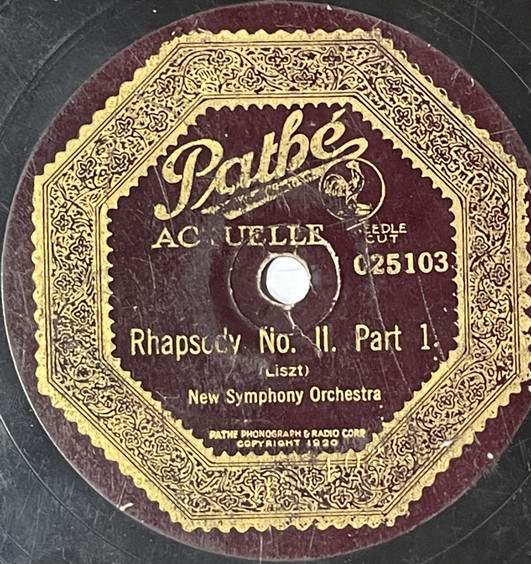 Pathé
ACTUELLE
NEEDLE
CUT
025103
Rhapsody No. II. Part 1.
(Liszt)
New Symphony Orchestra
PATHE PHONOGRAPH & RADIO CORP
COPYRIGHT 1920